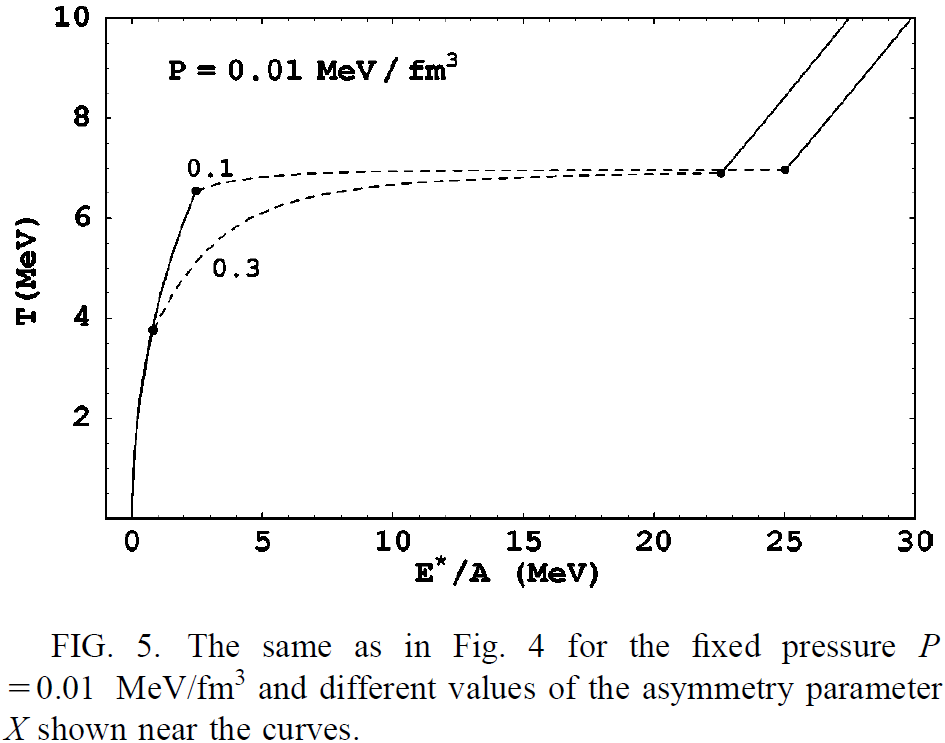 10
P = 0.01 MeV / fm³
8
0.1
6
0.3
T(MeV)
4
2
0 5 10 15 20 25 30
E*/A (MeV)
FIG. 5. The same as in Fig. 4 for the fixed pressure P
=0.01 MeV/fm³ and different values of the asymmetry parameter
X shown near the curves.